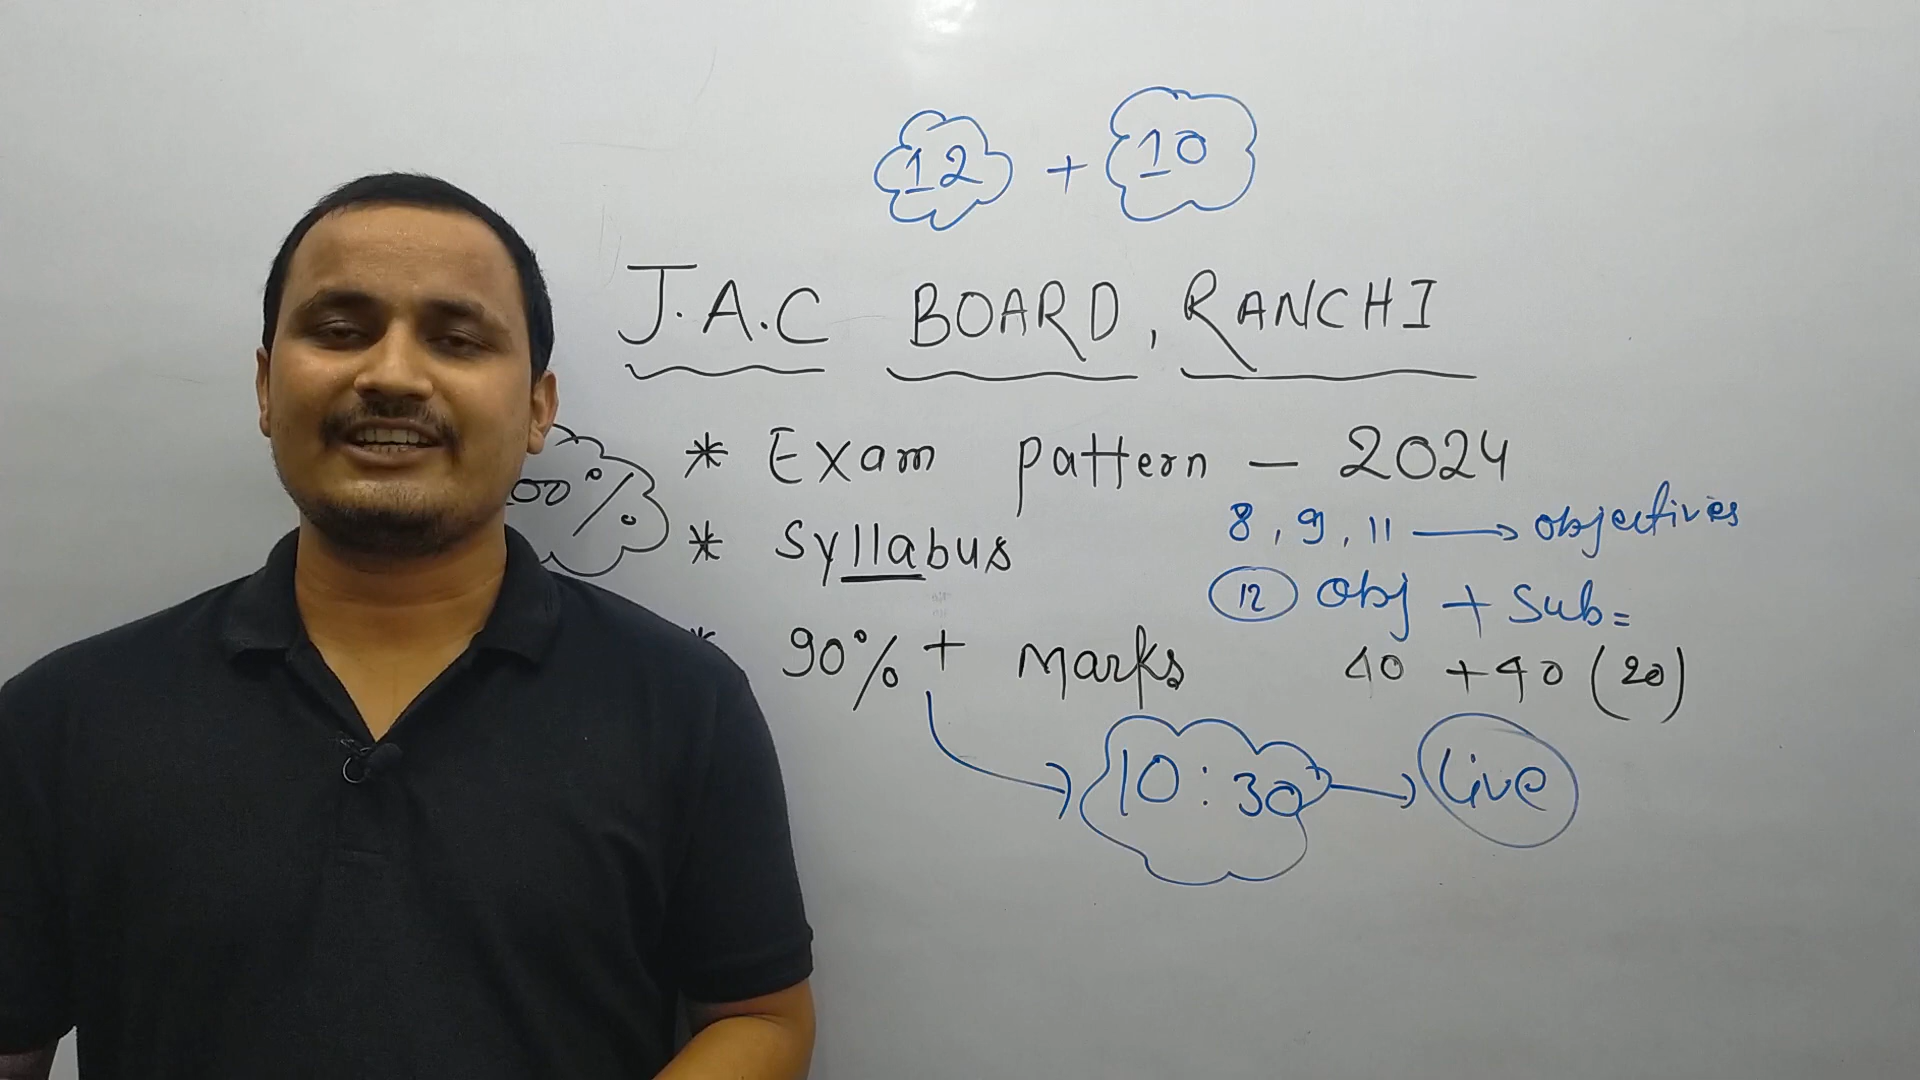 12 + 10
J.A.C BOARD, RANCHI
* Exam pattern - 2024
8, 9, 11 → objectives
* Syllabus
12 Obj + Sub =
* 90% + Marks
40 + 40 (20)
10:30 → Live
00%